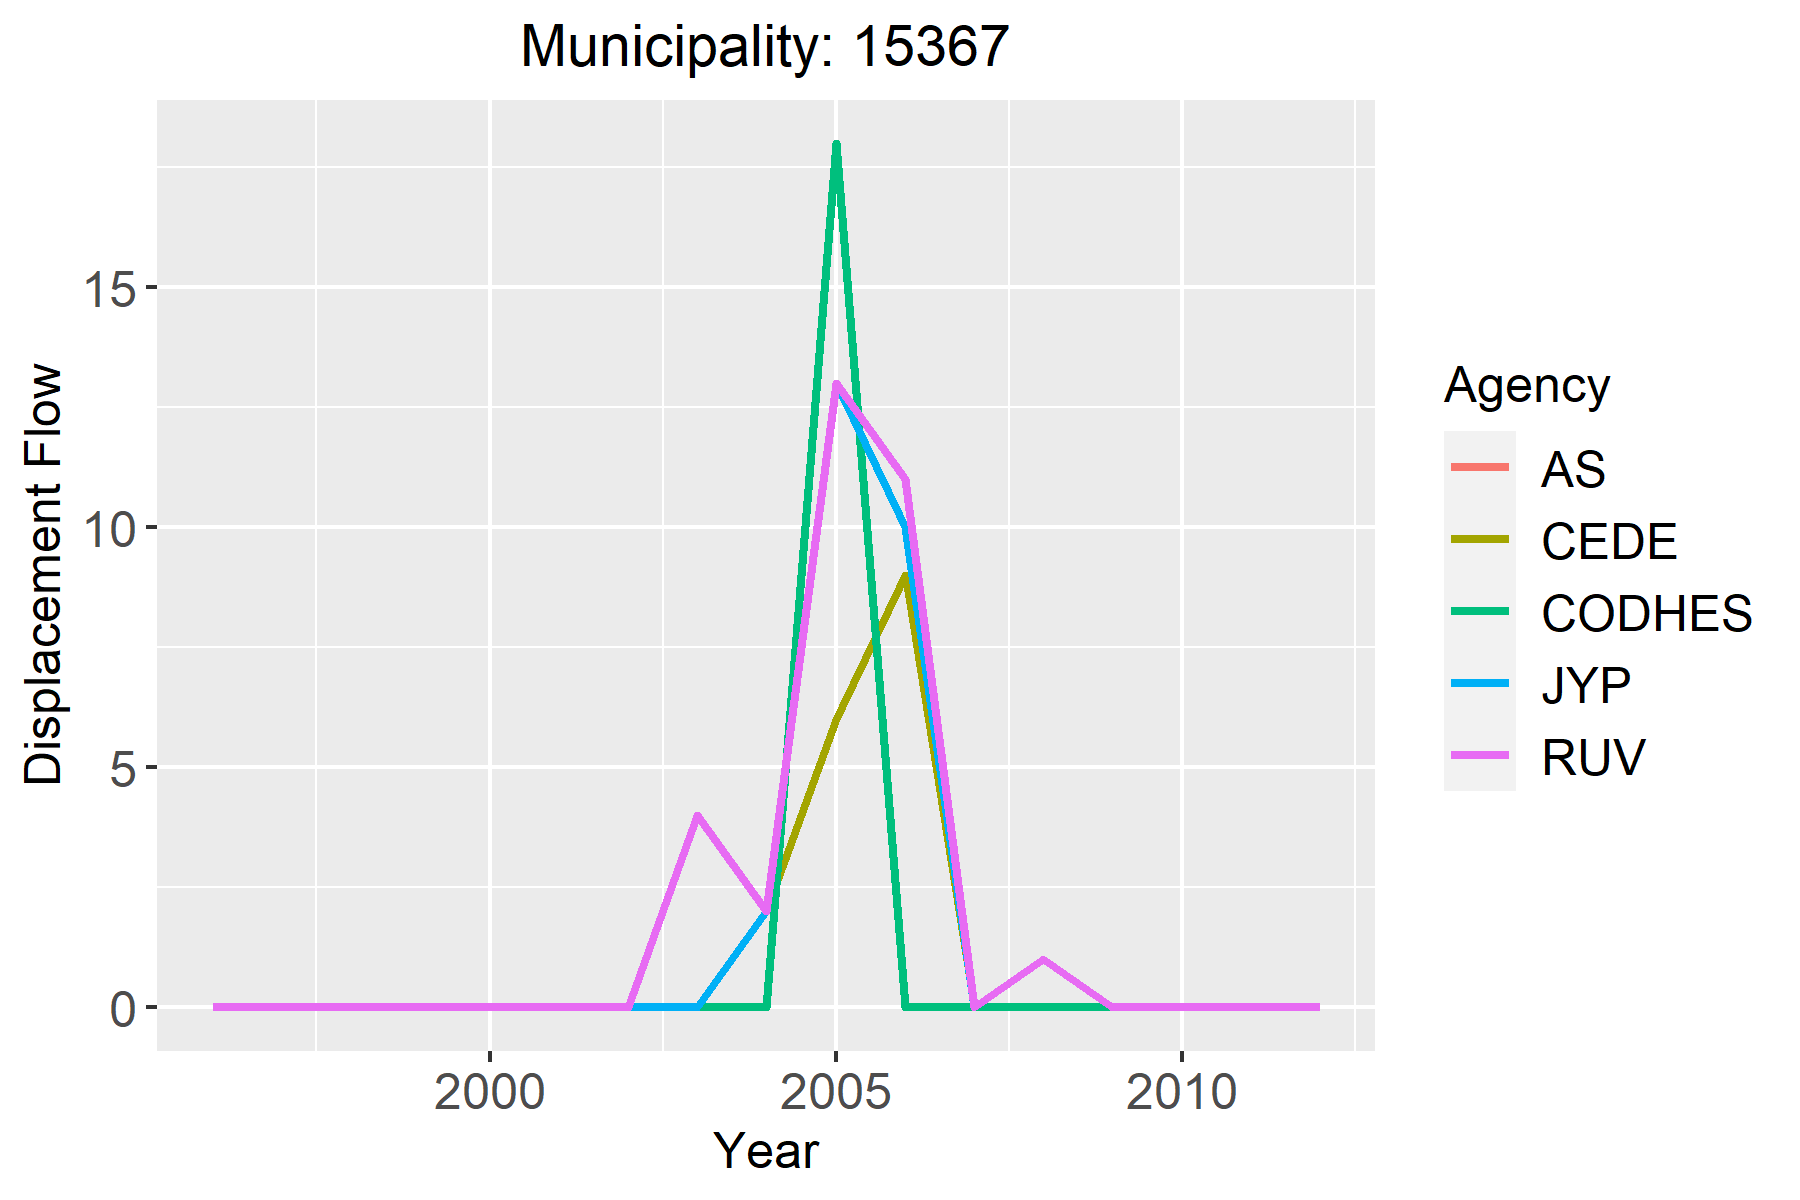 Municipality: 15367
Displacement Flow
15
10
5
0
2000 2005 2010
Year
Agency
AS
CEDE
CODHES
JYP
RUV